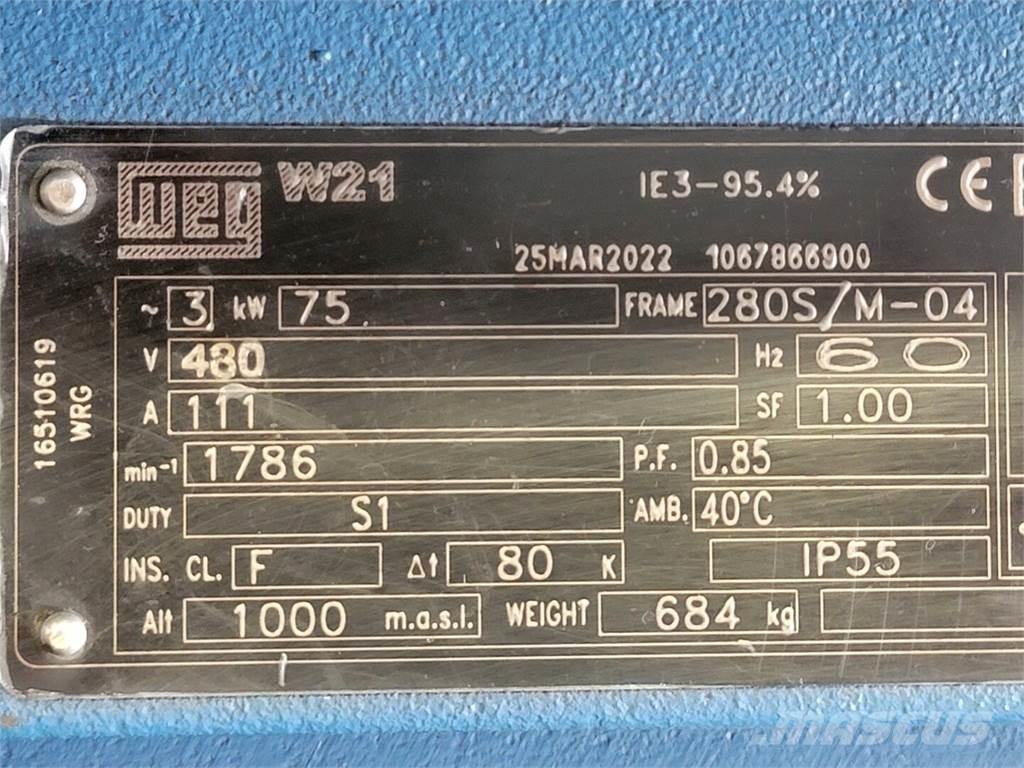 WEG W21 IE3-95.4% CE
25MAR2022 1067866900
~ 3 kW 75 FRAME 280S/M-04
V 480 Hz 60
A 111 SF 1.00
min-1 1786 P.F. 0.85
DUTY S1 AMB. 40°C
INS. CL. F Δt 80 K IP55
Alt 1000 m.a.s.l. WEIGHT 684 kg
16510619
WRG
MASCUS